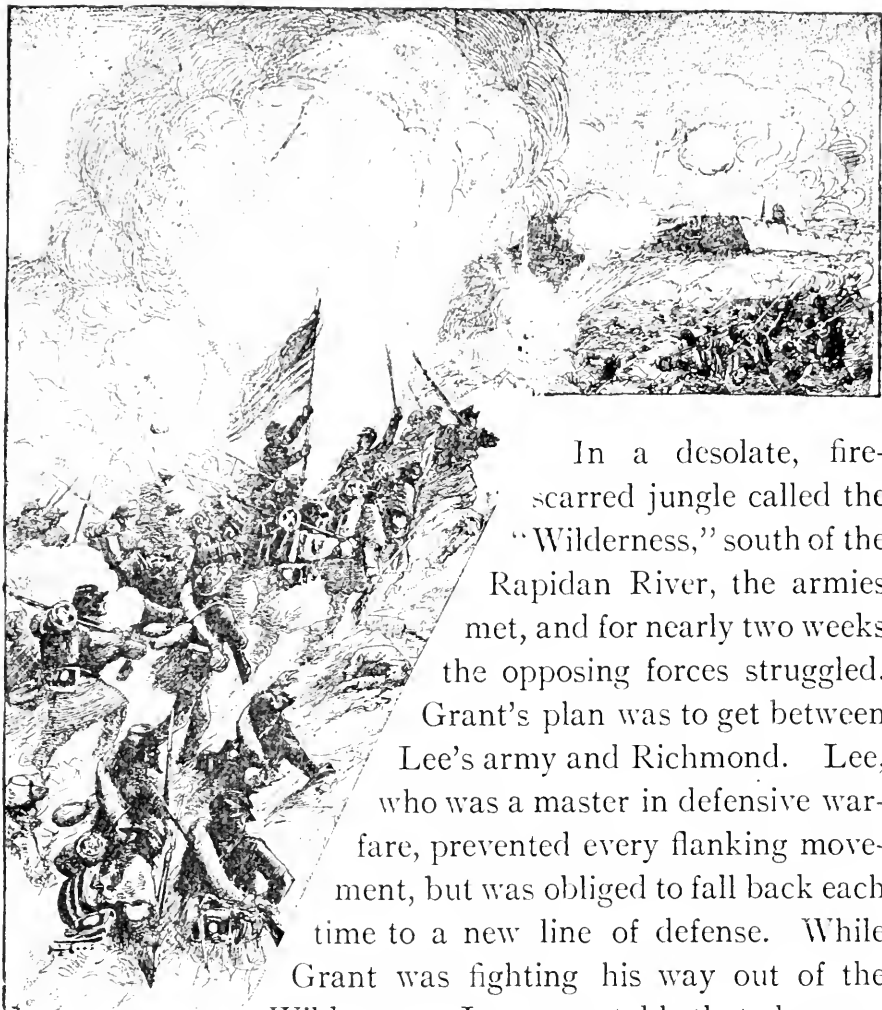 In a desolate, fire-
scarred jungle called the
“Wilderness,” south of the
Rapidan River, the armies
met, and for nearly two weeks
the opposing forces struggled.
Grant’s plan was to get between
Lee’s army and Richmond. Lee,
who was a master in defensive war-
fare, prevented every flanking move-
ment, but was obliged to fall back each
time to a new line of defense. While
Grant was fighting his way out of the